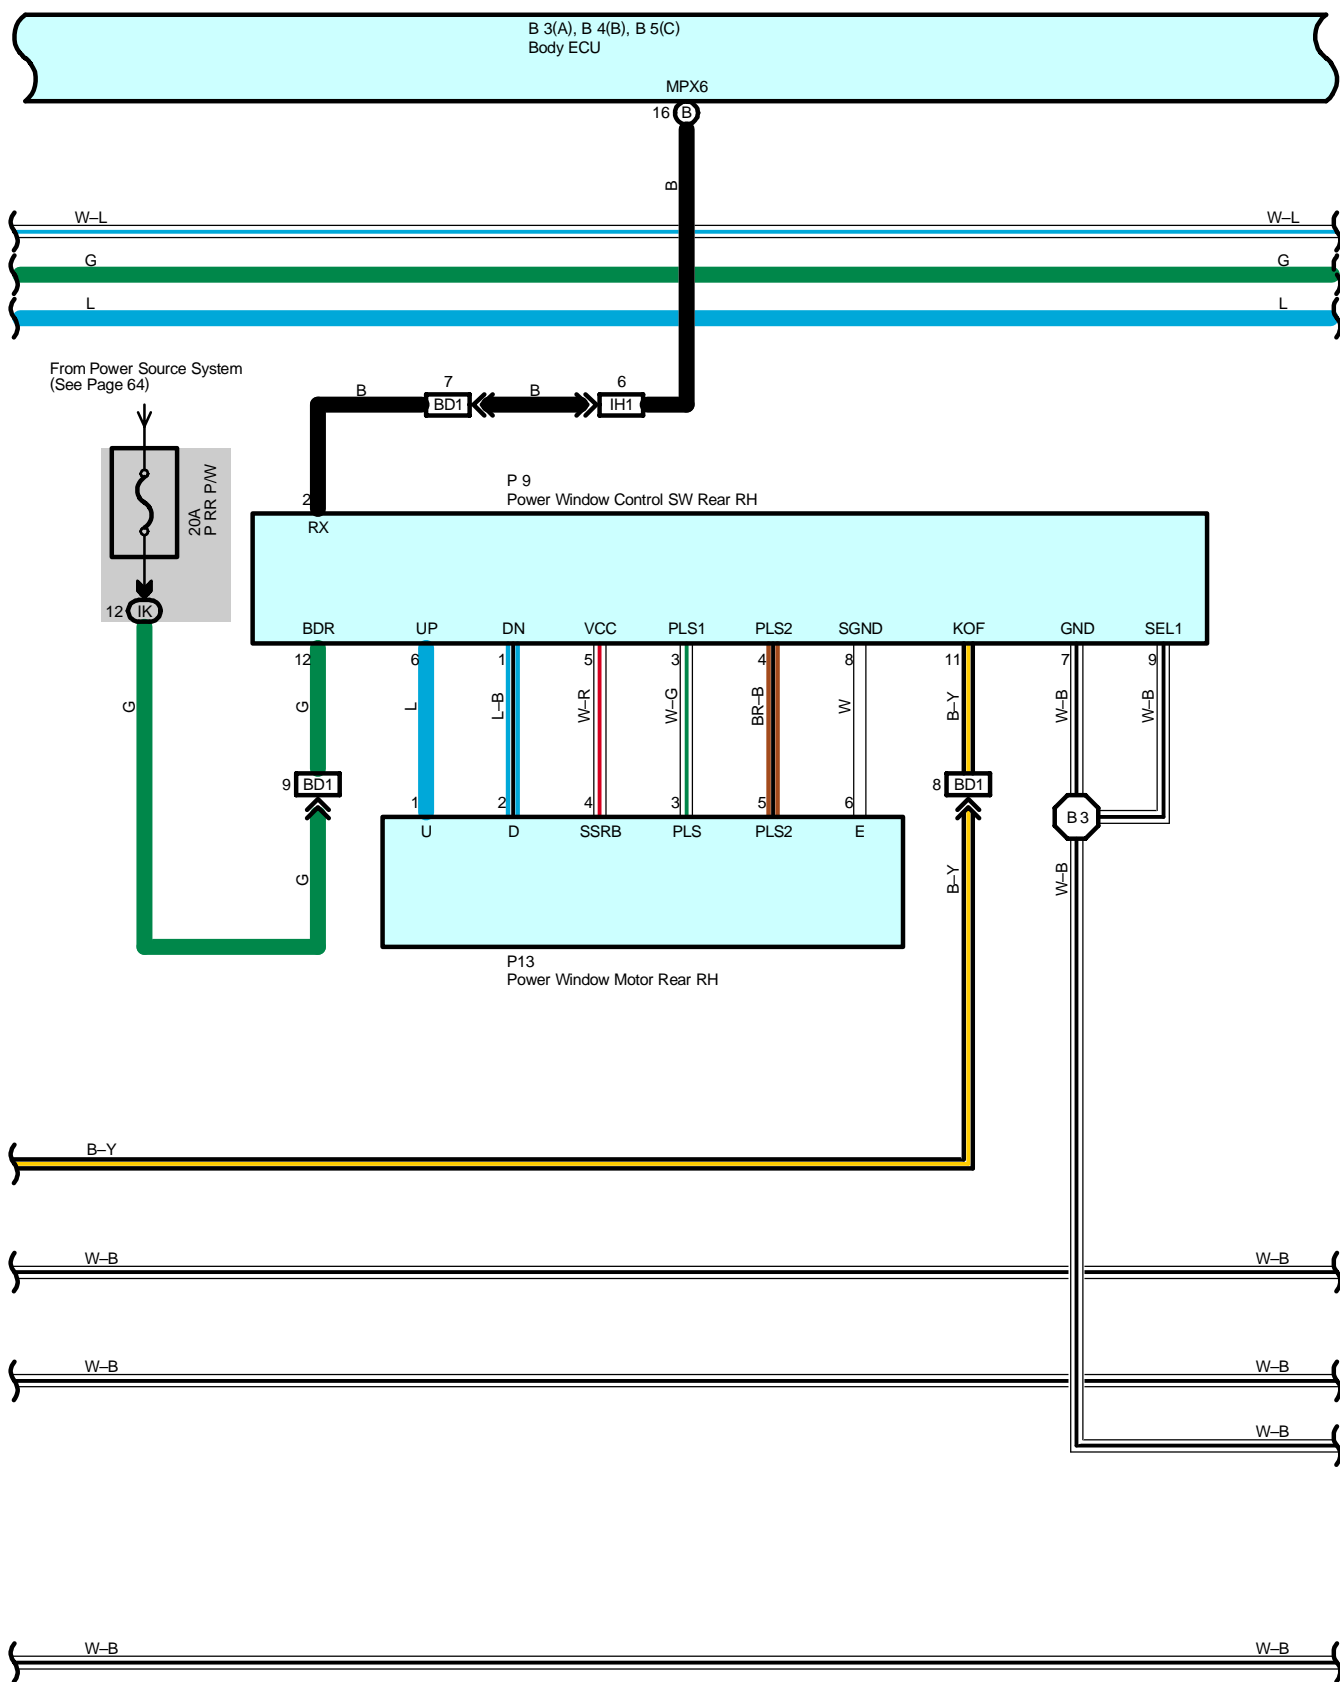 B 3(A), B 4(B), B 5(C)
Body ECU
MPX6
16 B
B
W–L W–L
G G
L L
From Power Source System
(See Page 64)
7 6
B BD1 B IH1
20A
P RR P/W
12 IK
P 9
Power Window Control SW Rear RH
2
RX
BDR UP DN VCC PLS1 PLS2 SGND KOF GND SEL1
12 6 1 5 3 4 8 11 7 9
G G L L–B W–R W–G BR–B W B–Y W–B W–B
9 BD1 8 BD1
1 2 4 3 5 6
B 3
U D SSRB PLS PLS2 E
G B–Y W–B
P13
Power Window Motor Rear RH
B–Y
W–B W–B
W–B W–B
W–B
W–B W–B